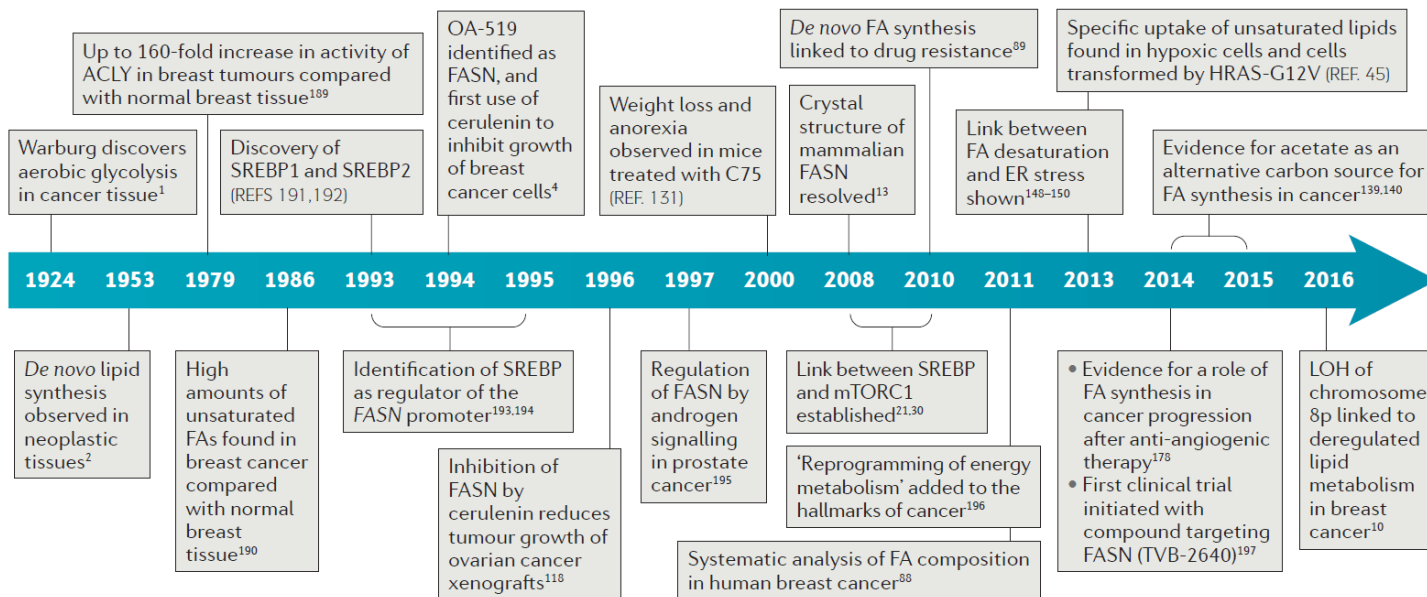 Warburg discovers
aerobic glycolysis
in cancer tissue1
Up to 160-fold increase in activity of
ACLY in breast tumours compared
with normal breast tissue189
Discovery of
SREBP1 and SREBP2
(REFS 191,192)
OA-519
identified as
FASN, and
first use of
cerulenin to
inhibit growth
of breast
cancer cells4
Weight loss and
anorexia
observed in mice
treated with C75
(REF. 131)
De novo FA synthesis
linked to drug resistance89
Crystal
structure of
mammalian
FASN
resolved13
Specific uptake of unsaturated lipids
found in hypoxic cells and cells
transformed by HRAS-G12V (REF. 45)
Link between
FA desaturation
and ER stress
shown148–150
Evidence for acetate as an
alternative carbon source for
FA synthesis in cancer139,140
1924 1953 1979 1986 1993 1994 1995 1996 1997 2000 2008 2010 2011 2013 2014 2015 2016
De novo lipid
synthesis
observed in
neoplastic
tissues2
High
amounts of
unsaturated
FAs found in
breast cancer
compared
with normal
breast
tissue190
Identification of SREBP
as regulator of the
FASN promoter193,194
Inhibition of
FASN by
cerulenin reduces
tumour growth of
ovarian cancer
xenografts118
Regulation
of FASN by
androgen
signalling
in prostate
cancer195
Link between SREBP
and mTORC1
established21,30
‘Reprogramming of energy
metabolism’ added to the
hallmarks of cancer196
Systematic analysis of FA composition
in human breast cancer88
• Evidence for a role of
FA synthesis in
cancer progression
after anti-angiogenic
therapy178
• First clinical trial
initiated with
compound targeting
FASN (TVB-2640)197
LOH of
chromosome
8p linked to
deregulated
lipid
metabolism
in breast
cancer10